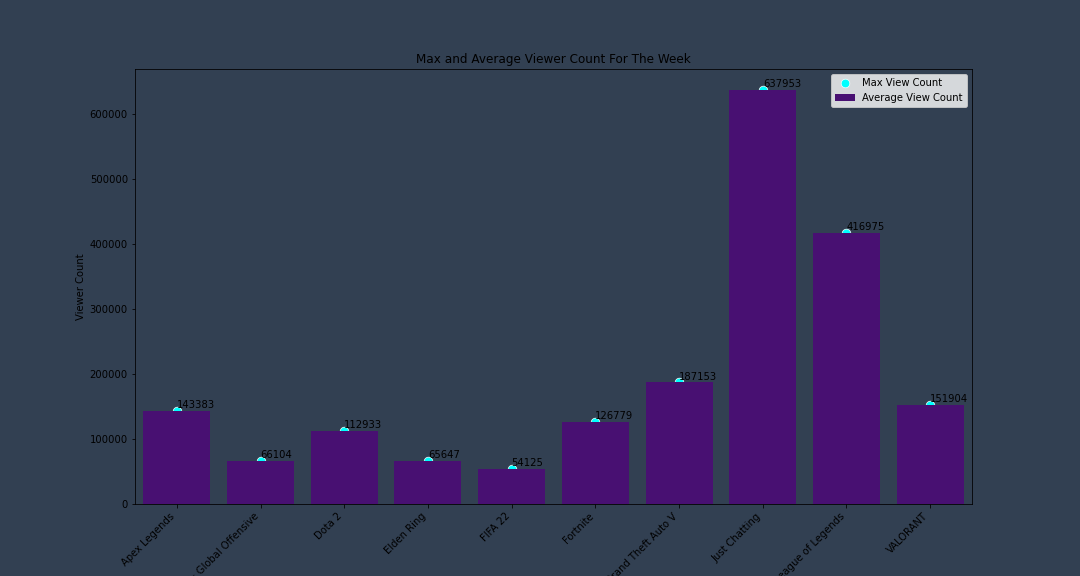 Max and Average Viewer Count For The Week
Max View Count
Average View Count
Viewer Count
600000
500000
400000
300000
200000
100000
0
143383
66104
112933
65647
54125
126779
187153
637953
416975
151904
Apex Legends
Global Offensive
Dota 2
Elden Ring
FIFA 22
Fortnite
rand Theft Auto V
Just Chatting
eague of Legends
VALORANT